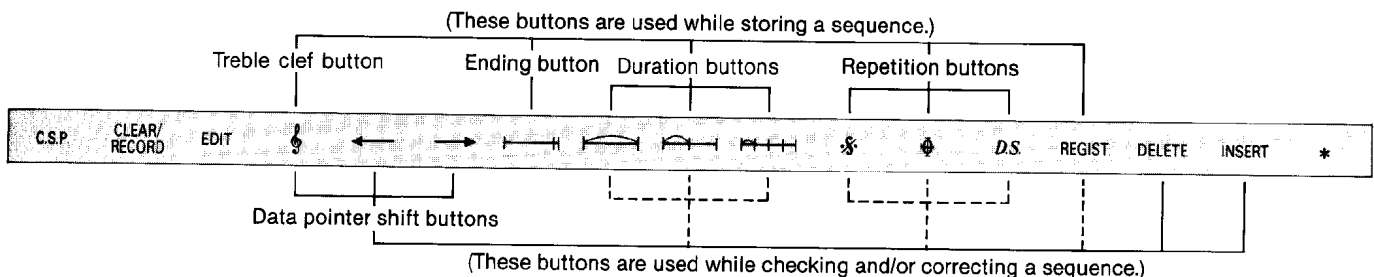 (These buttons are used while storing a sequence.)
Treble clef button Ending button Duration buttons Repetition buttons
C.S.P. CLEAR/ RECORD EDIT D.S. REGIST. DELETE INSERT *
Data pointer shift buttons
(These buttons are used while checking and/or correcting a sequence.)